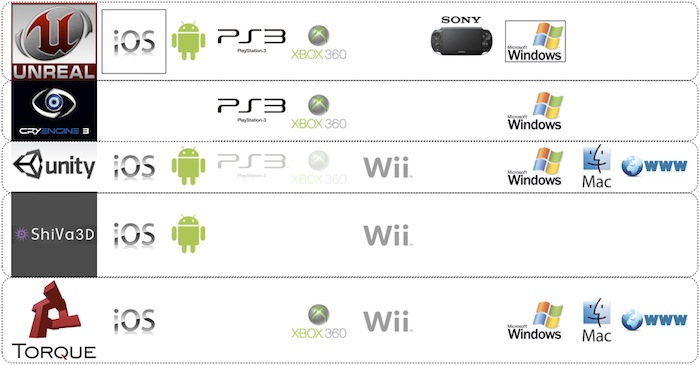 UNREAL
iOS
PS3
PlayStation.3
XBOX 360
SONY
Microsoft
Windows
CRYENGINE 3
PS3
PlayStation.3
XBOX 360
Microsoft
Windows
unity
iOS
PS3
PlayStation.3
XBOX 360
Wii
Microsoft
Windows
Mac
WWW
ShiVa3D
iOS
Wii
TORQUE
iOS
XBOX 360
Wii
Microsoft
Windows
Mac
WWW